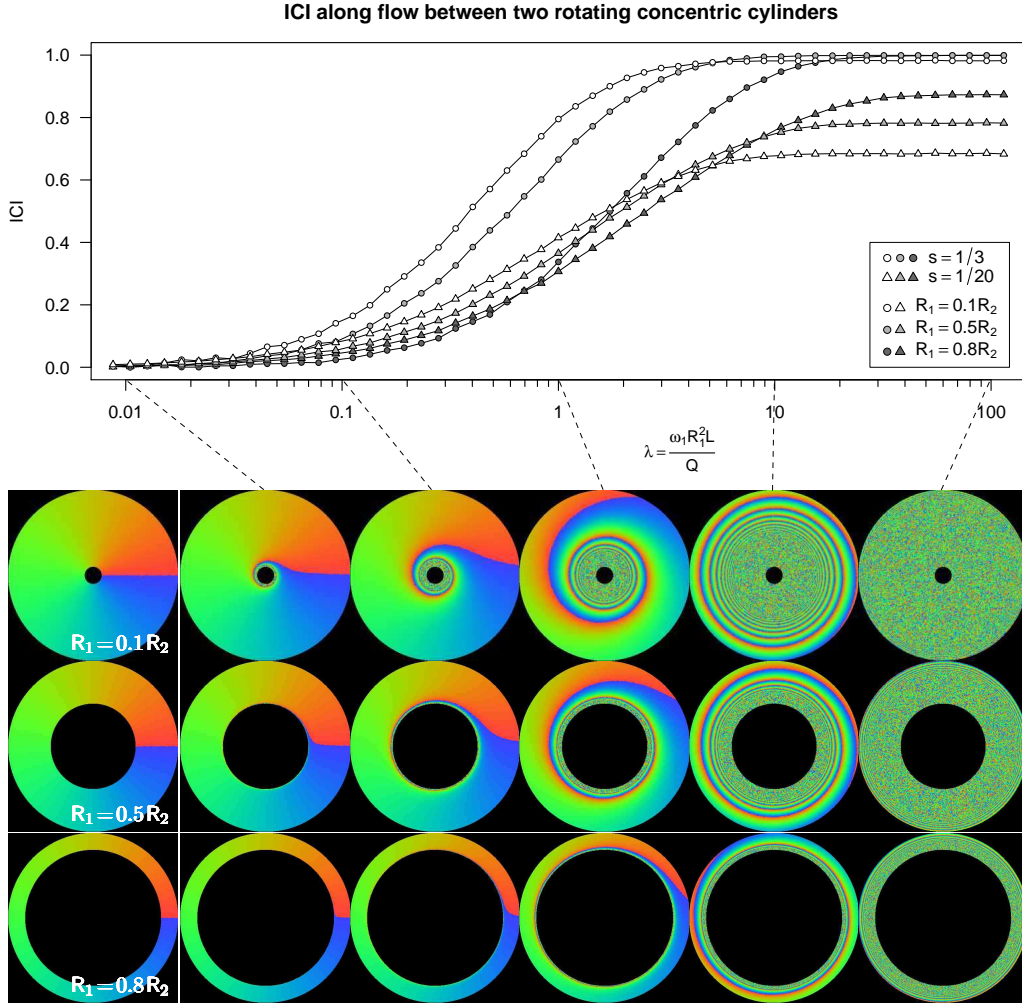 ICI along flow between two rotating concentric cylinders
1.0
0.8
0.6
0.4
0.2
0.0
ICI
s = 1/3
s = 1/20
R₁ = 0.1R₂
R₁ = 0.5R₂
R₁ = 0.8R₂
0.01 0.1 1 10 100
λ = ω₁R₁²L / Q
R₁=0.1R₂
R₁=0.5R₂
R₁=0.8R₂